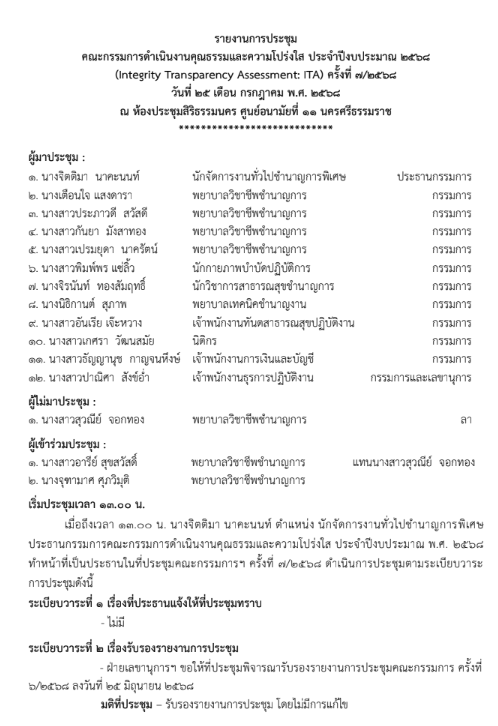 รายงานการประชุม
คณะกรรมการดำเนินงานคุณธรรมและความโปร่งใส ประจำปีงบประมาณ ๒๕๖๘
(Integrity Transparency Assessment: ITA) ครั้งที่ ๗/๒๕๖๘
วันที่ ๒๕ เดือน กรกฎาคม พ.ศ. ๒๕๖๘
ณ ห้องประชุมสิริธรรมนคร ศูนย์อนามัยที่ ๑๑ นครศรีธรรมราช
****************************
ผู้มาประชุม :
๑. นางจิตติมา นาคะนนท์ นักจัดการงานทั่วไปชำนาญการพิเศษ ประธานกรรมการ
๒. นางเตือนใจ แสงดารา พยาบาลวิชาชีพชำนาญการ กรรมการ
๓. นางสาวประภาวดี สวัสดี พยาบาลวิชาชีพชำนาญการ กรรมการ
๔. นางสาวกันยา มังสาทอง พยาบาลวิชาชีพชำนาญการ กรรมการ
๕. นางสาวเปรมยุดา นาครัตน์ พยาบาลวิชาชีพชำนาญการ กรรมการ
๖. นางสาวพิมพ์พร แซ่ลิ้ว นักกายภาพบำบัดปฏิบัติการ กรรมการ
๗. นางจิรนันท์ ทองสัมฤทธิ์ นักวิชาการสาธารณสุขชำนาญการ กรรมการ
๘. นางนิธิกานต์ สุภาพ พยาบาลเทคนิคชำนาญงาน กรรมการ
๙. นางสาวอันเรีย เจ๊ะหวาง เจ้าพนักงานทันตสาธารณสุขปฏิบัติงาน กรรมการ
๑๐. นางสาวเกศรา วัฒนสมัย นิติกร กรรมการ
๑๑. นางสาวธัญญานุช กาญจนหึงษ์ เจ้าพนักงานการเงินและบัญชี กรรมการ
๑๒. นางสาวปาณิศา สังข์อ่ำ เจ้าพนักงานธุรการปฏิบัติงาน กรรมการและเลขานุการ
ผู้ไม่มาประชุม :
๑. นางสาวสุวณีย์ จอกทอง พยาบาลวิชาชีพชำนาญการ ลา
ผู้เข้าร่วมประชุม :
๑. นางสาวอารีย์ สุขสวัสดิ์ พยาบาลวิชาชีพชำนาญการ แทนนางสาวสุวณีย์ จอกทอง
๒. นางจุฑามาศ ศุภวิมุติ พยาบาลวิชาชีพชำนาญการ
เริ่มประชุมเวลา ๑๓.๐๐ น.
เมื่อถึงเวลา ๑๓.๐๐ น. นางจิตติมา นาคะนนท์ ตำแหน่ง นักจัดการงานทั่วไปชำนาญการพิเศษ
ประธานกรรมการคณะกรรมการดำเนินงานคุณธรรมและความโปร่งใส ประจำปีงบประมาณ พ.ศ. ๒๕๖๘
ทำหน้าที่เป็นประธานในที่ประชุมคณะกรรมการฯ ครั้งที่ ๗/๒๕๖๘ ดำเนินการประชุมตามระเบียบวาระ
การประชุมดังนี้
ระเบียบวาระที่ ๑ เรื่องที่ประธานแจ้งให้ที่ประชุมทราบ
- ไม่มี
ระเบียบวาระที่ ๒ เรื่องรับรองรายงานการประชุม
- ฝ่ายเลขานุการฯ ขอให้ที่ประชุมพิจารณารับรองรายงานการประชุมคณะกรรมการ ครั้งที่
๖/๒๕๖๘ ลงวันที่ ๒๕ มิถุนายน ๒๕๖๘
มติที่ประชุม – รับรองรายงานการประชุม โดยไม่มีการแก้ไข